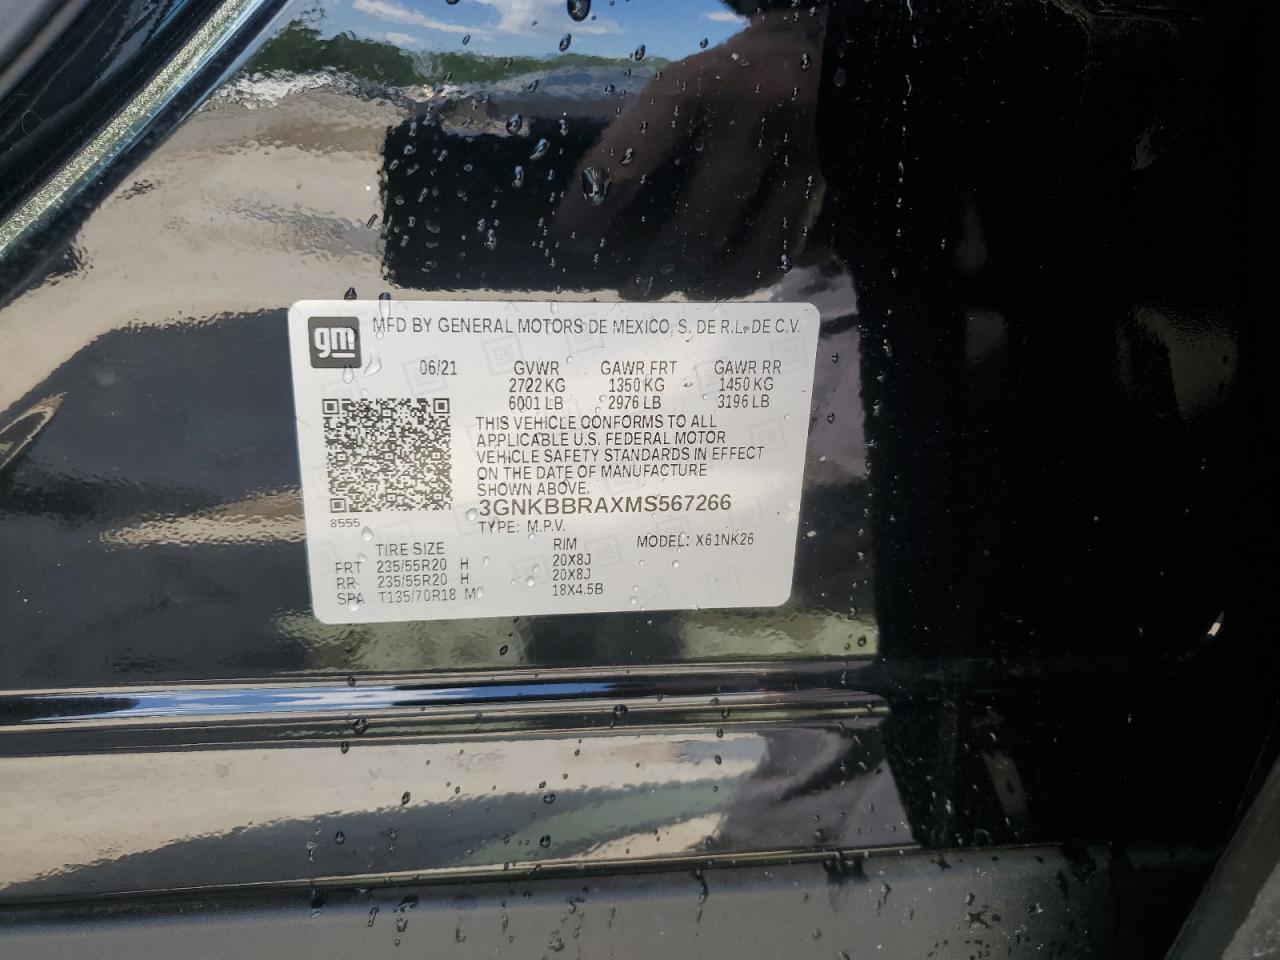 gm MFD BY GENERAL MOTORS DE MEXICO, S. DE R.L. DE C.V.
06/21 GVWR GAWR FRT GAWR RR
2722 KG 1350 KG 1450 KG
6001 LB 2976 LB 3196 LB
THIS VEHICLE CONFORMS TO ALL
APPLICABLE U.S. FEDERAL MOTOR
VEHICLE SAFETY STANDARDS IN EFFECT
ON THE DATE OF MANUFACTURE
SHOWN ABOVE.
3GNKBBRAXMS567266
8555 TYPE: M.P.V.
TIRE SIZE RIM MODEL: X61NK26
FRT 235/55R20 H 20X8J
RR 235/55R20 H 20X8J
SPA T135/70R18 M 18X4.5B